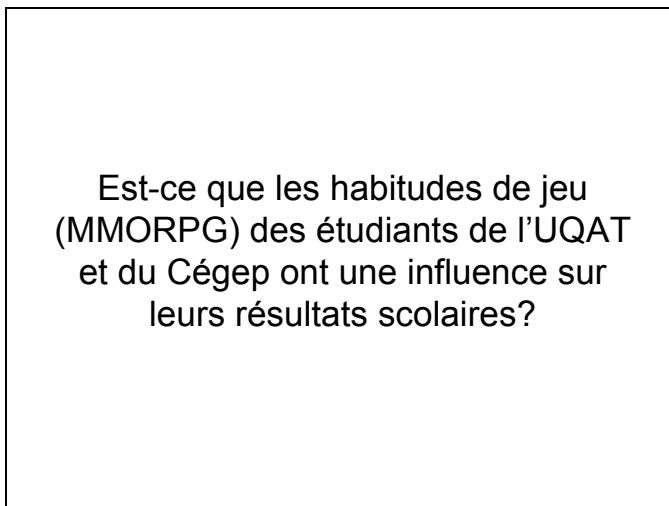 Est-ce que les habitudes de jeu
(MMORPG) des étudiants de l’UQAT
et du Cégep ont une influence sur
leurs résultats scolaires?